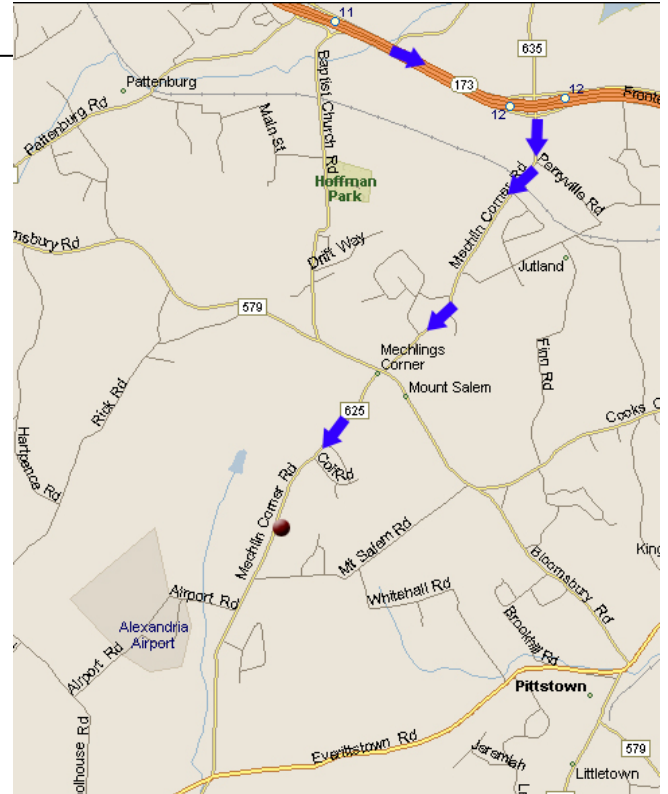 11
635
173
12
12
Fronte
Pattenburg
Pattenburg Rd
Main St
Baptist Church Rd
Hoffman
Park
Perryville Rd
Mechlin Corner Rd
msbury Rd
Drift Way
Jutland
579
Mechlings
Corner
Mount Salem
Finn Rd
Rick Rd
625
Cooks C
Hartpence Rd
Mechlin Corner Rd
Mt Salem Rd
King
Bloomsbury Rd
Airport Rd
Whitehall Rd
Alexandria
Airport
Brookhill Rd
Airport Rd
Pittstown
Everittstown Rd
olhouse Rd
Jeremiah
579
Littletown